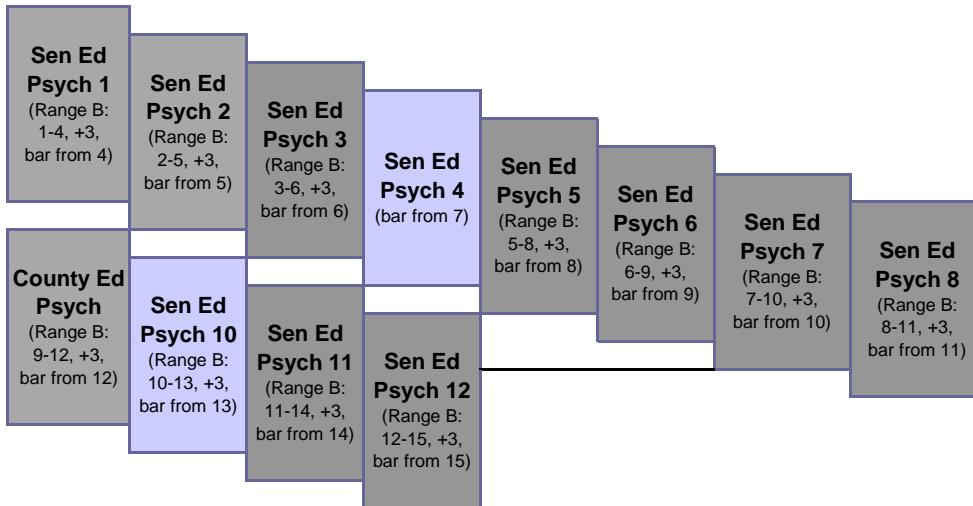 Sen Ed
Psych 1
(Range B:
1-4, +3,
bar from 4)
Sen Ed
Psych 2
(Range B:
2-5, +3,
bar from 5)
Sen Ed
Psych 3
(Range B:
3-6, +3,
bar from 6)
Sen Ed
Psych 4
(bar from 7)
Sen Ed
Psych 5
(Range B:
5-8, +3,
bar from 8)
Sen Ed
Psych 6
(Range B:
6-9, +3,
bar from 9)
Sen Ed
Psych 7
(Range B:
7-10, +3,
bar from 10)
Sen Ed
Psych 8
(Range B:
8-11, +3,
bar from 11)
County Ed
Psych
(Range B:
9-12, +3,
bar from 12)
Sen Ed
Psych 10
(Range B:
10-13, +3,
bar from 13)
Sen Ed
Psych 11
(Range B:
11-14, +3,
bar from 14)
Sen Ed
Psych 12
(Range B:
12-15, +3,
bar from 15)